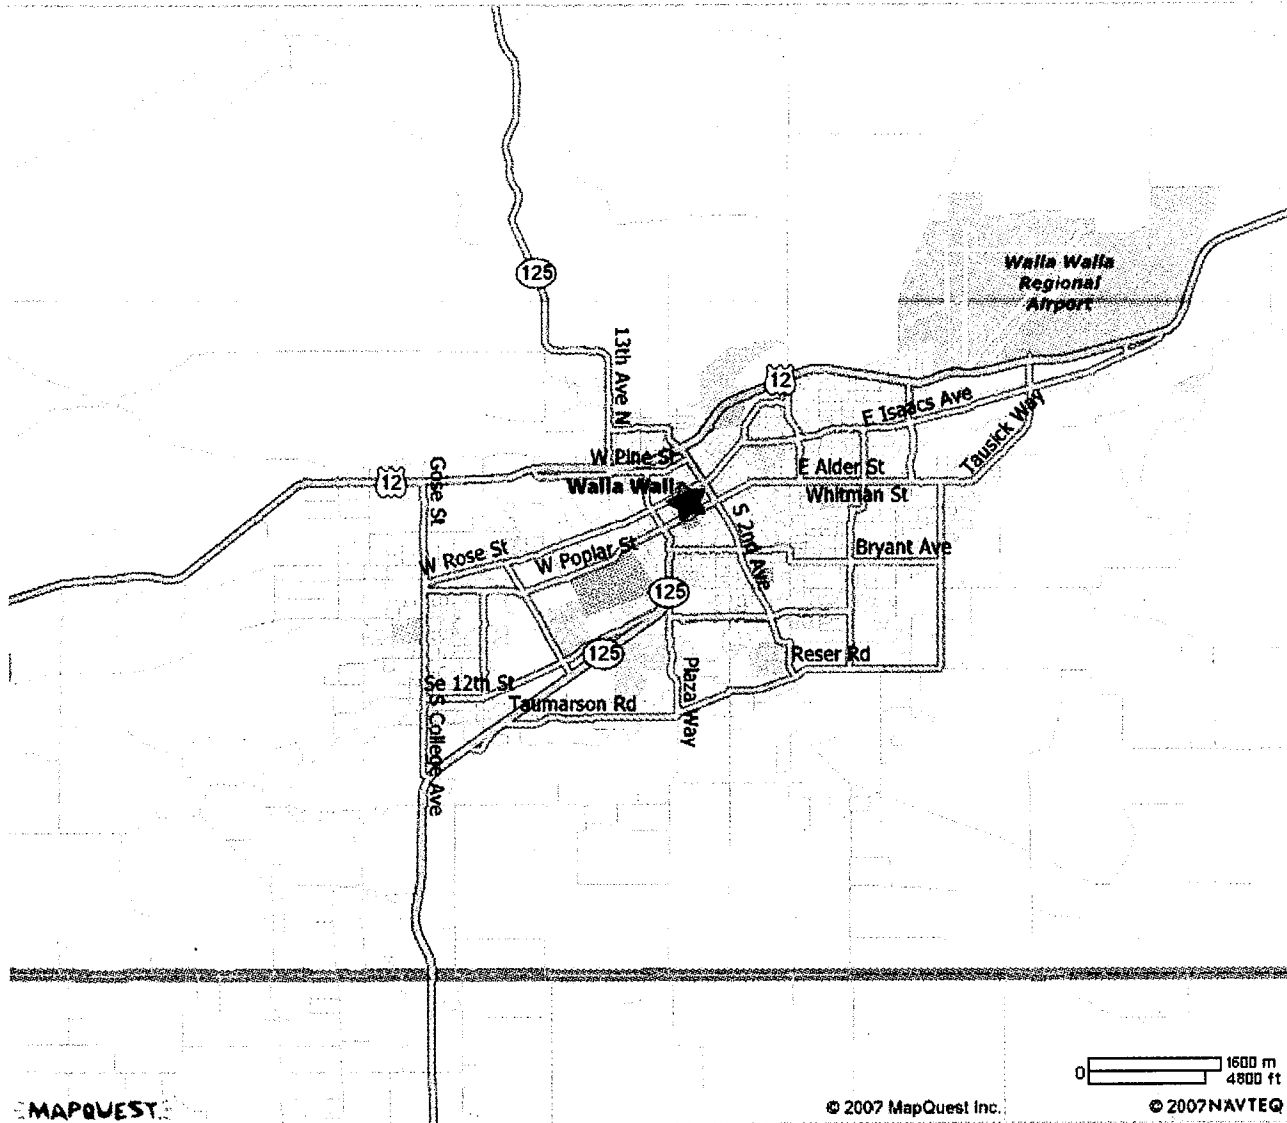 125
Walla Walla
Regional
Airport
13th Ave N
12
E Isaacs Ave
Tausick Way
W Pine St
E Alder St
12
Gose St
Walla Walla
Whitman St
S 2nd Ave
W Rose St
W Poplar St
Bryant Ave
125
125
Reser Rd
Se 12th St
Plaza Way
Taumarson Rd
S College Ave
0
1600 m
4800 ft
MAPQUEST
© 2007 MapQuest Inc.
© 2007 NAVTEQ